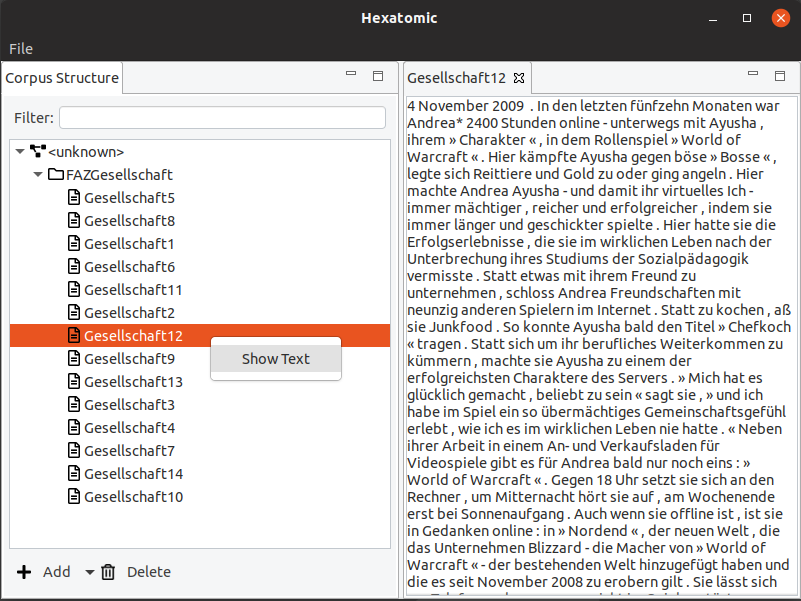 Hexatomic
File
Corpus Structure
Filter:
<unknown>
FAZGesellschaft
Gesellschaft5
Gesellschaft8
Gesellschaft1
Gesellschaft6
Gesellschaft11
Gesellschaft2
Gesellschaft12
Gesellschaft9
Gesellschaft13
Gesellschaft3
Gesellschaft4
Gesellschaft7
Gesellschaft14
Gesellschaft10
Show Text
Add
Delete
Gesellschaft12
4 November 2009 . In den letzten fünfzehn Monaten war
Andrea* 2400 Stunden online - unterwegs mit Ayusha ,
ihrem » Charakter « , in dem Rollenspiel » World of
Warcraft « . Hier kämpfte Ayusha gegen böse » Bosse « ,
legte sich Reittiere und Gold zu oder ging angeln . Hier
machte Andrea Ayusha - und damit ihr virtuelles Ich -
immer mächtiger , reicher und erfolgreicher , indem sie
immer länger und geschickter spielte . Hier hatte sie die
Erfolgserlebnisse , die sie im wirklichen Leben nach der
Unterbrechung ihres Studiums der Sozialpädagogik
vermisste . Statt etwas mit ihrem Freund zu
unternehmen , schloss Andrea Freundschaften mit
neunzig anderen Spielern im Internet . Statt zu kochen , aß
sie Junkfood . So konnte Ayusha bald den Titel » Chefkoch
« tragen . Statt sich um ihr berufliches Weiterkommen zu
kümmern , machte sie Ayusha zu einem der
erfolgreichsten Charaktere des Servers . » Mich hat es
glücklich gemacht , beliebt zu sein « sagt sie , » und ich
habe im Spiel ein so übermächtiges Gemeinschaftsgefühl
erlebt , wie ich es im wirklichen Leben nie hatte . « Neben
ihrer Arbeit in einem An- und Verkaufsladen für
Videospiele gibt es für Andrea bald nur noch eins : »
World of Warcraft « . Gegen 18 Uhr setzt sie sich an den
Rechner , um Mitternacht hört sie auf , am Wochenende
erst bei Sonnenaufgang . Auch wenn sie offline ist , ist sie
in Gedanken online : in » Nordend « , der neuen Welt , die
das Unternehmen Blizzard - die Macher von » World of
Warcraft « - der bestehenden Welt hinzugefügt haben und
die es seit November 2008 zu erobern gilt . Sie lässt sich